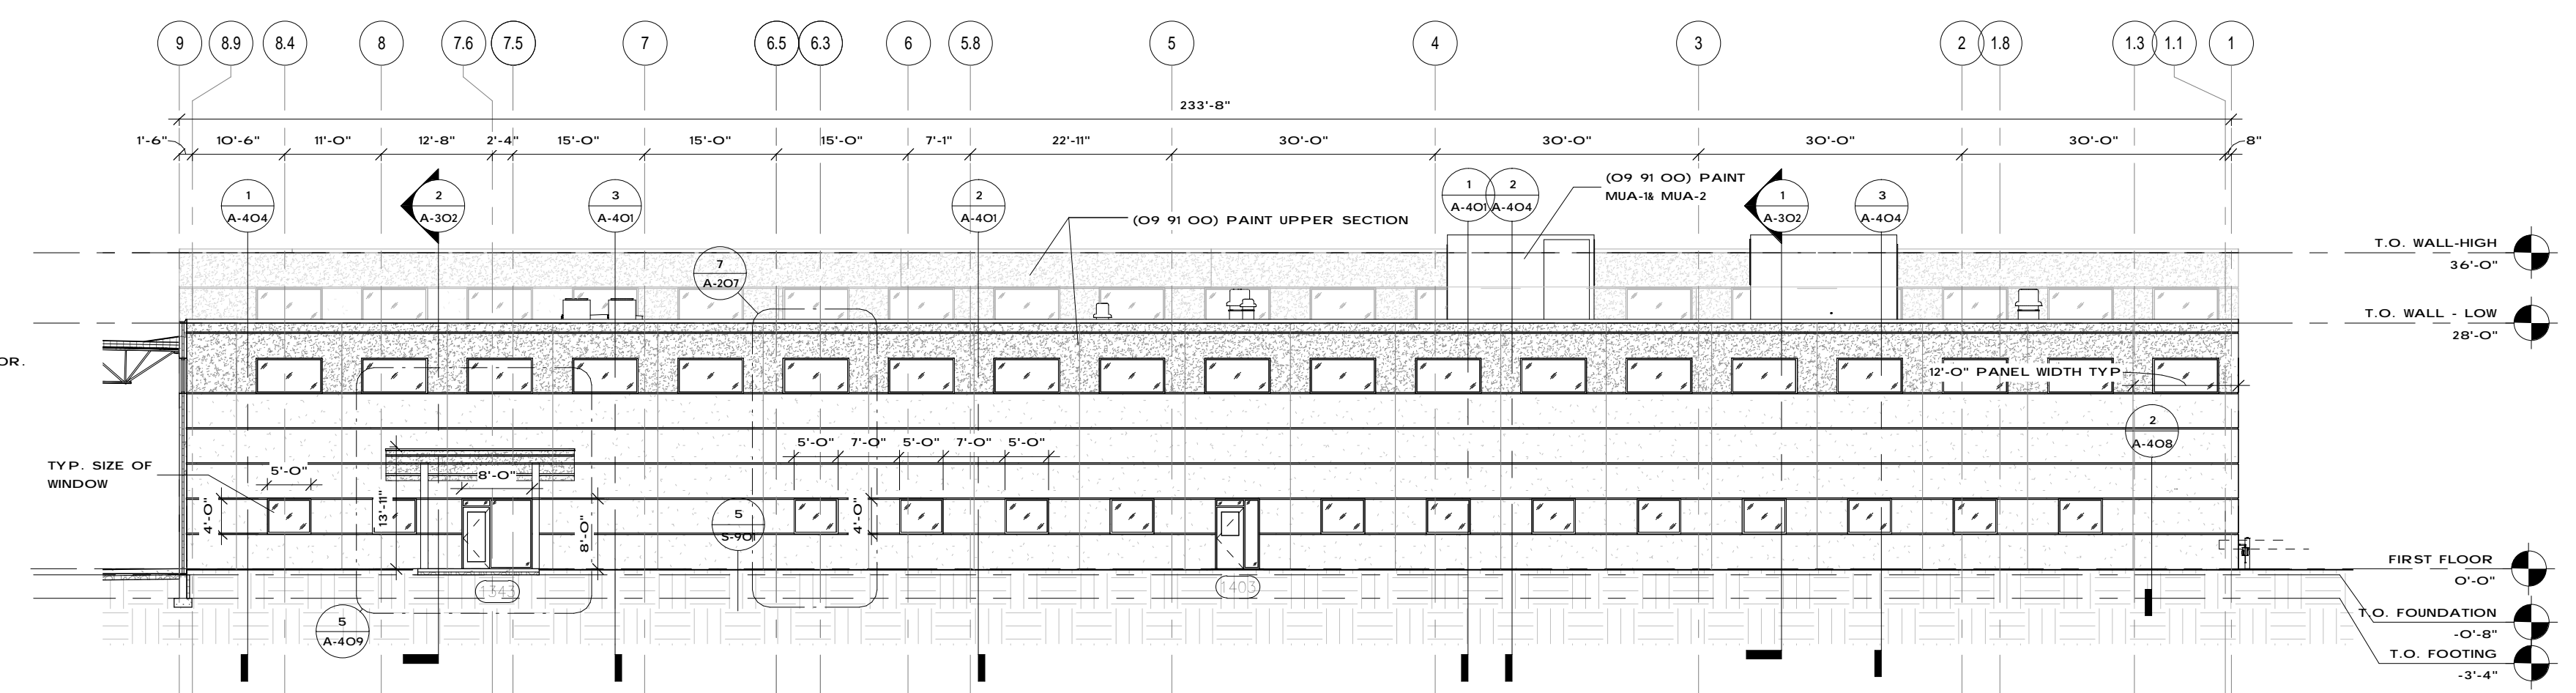 9 8.9 8.4 8 7.6 7.5 7 6.5 6.3 6 5.8 5 4 3 2 1.8 1.3 1.1 1
233'-8"
1'-6" 10'-6" 11'-0" 12'-8" 2'-4" 15'-0" 15'-0" 15'-0" 7'-1" 22'-11" 30'-0" 30'-0" 30'-0" 30'-0" 8"
1
A-404
2
A-302
3
A-401
2
A-401
1
A-401
2
A-404
(09 91 00) PAINT
MUA-1& MUA-2
1
A-302
3
A-404
(09 91 00) PAINT UPPER SECTION
T.O. WALL-HIGH
36'-0"
7
A-207
T.O. WALL - LOW
28'-0"
OR.
12'-0" PANEL WIDTH TYP
2
A-408
5'-0" 7'-0" 5'-0" 7'-0" 5'-0"
TYP. SIZE OF
WINDOW
5'-0"
8'-0"
4'-0"
13'-11"
8'-0"
4'-0"
5
S-901
FIRST FLOOR
0'-0"
1343
1403
5
A-409
T.O. FOUNDATION
-0'-8"
T.O. FOOTING
-3'-4"